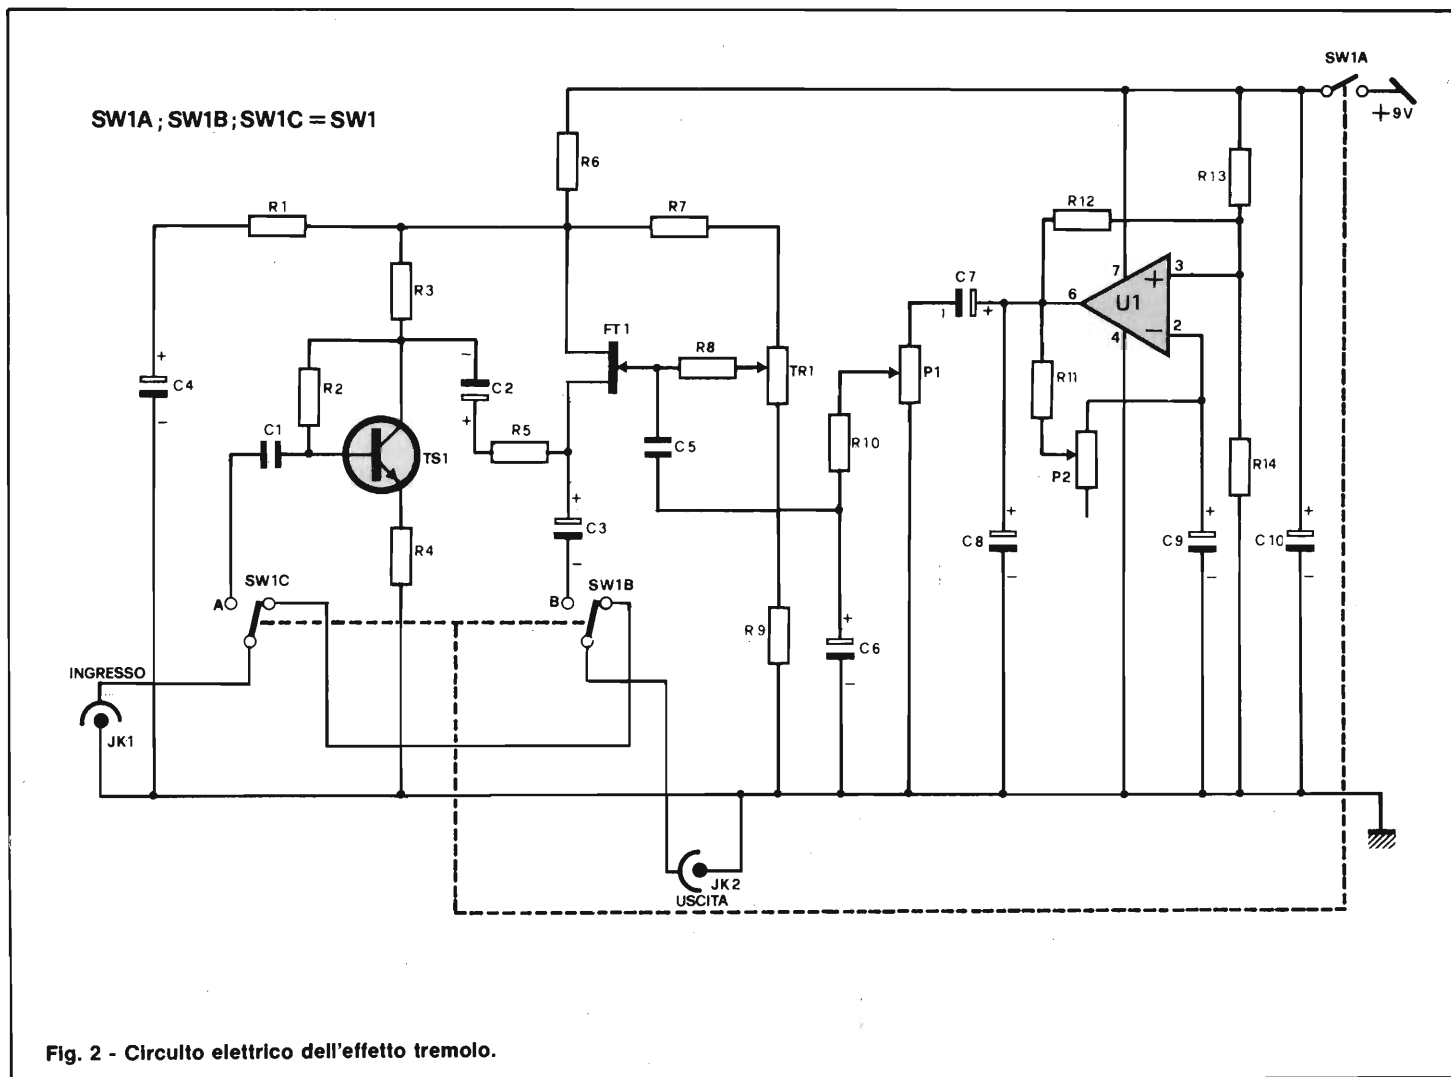 SW1A
SW1A; SW1B; SW1C = SW1
+9V
R6
R13
R1
R7
R12
R3
C7
7
+
3
6
U1
FT1
+
−
−
4
2
+
R8
TR1
P1
C4
R2
C2
R11
−
+
C1
R5
C5
R10
TS1
R14
P2
+
+
+
+
C3
C8
C9
C10
R4
−
−
−
−
SW1C
SW1B
A
B
+
R9
C6
INGRESSO
−
JK1
JK2
USCITA
Fig. 2 - Circuito elettrico dell'effetto tremolo.